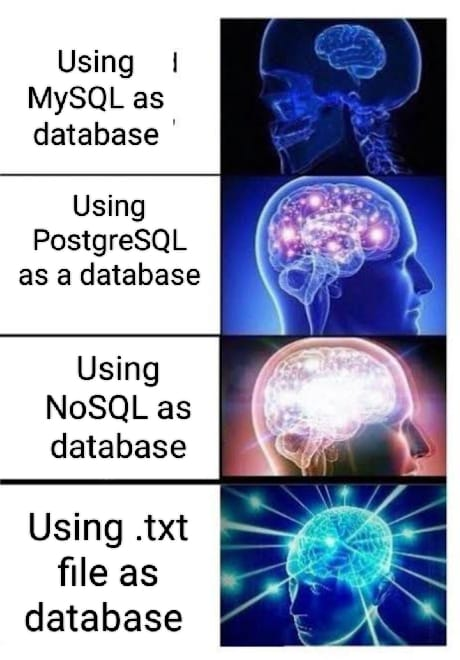 Using
MySQL as
database
Using
PostgreSQL
as a database
Using
NoSQL as
database
Using .txt
file as
database